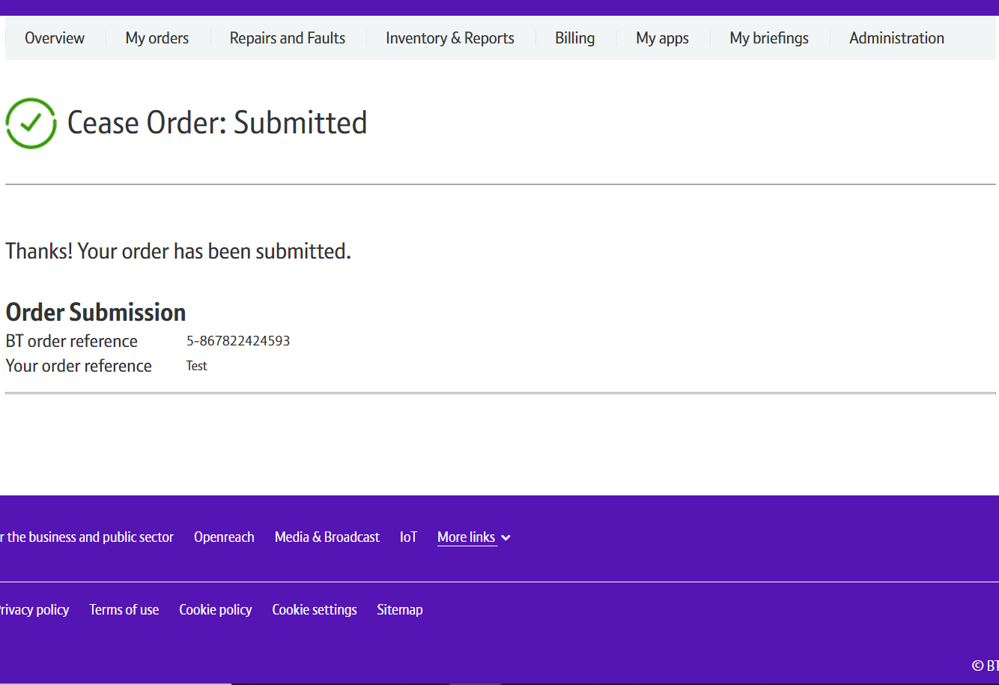 Overview My orders Repairs and Faults Inventory & Reports Billing My apps My briefings Administration
Cease Order: Submitted
Thanks! Your order has been submitted.
Order Submission
BT order reference 5-867822424593
Your order reference Test
r the business and public sector Openreach Media & Broadcast IoT More links
rivacy policy Terms of use Cookie policy Cookie settings Sitemap
© BT